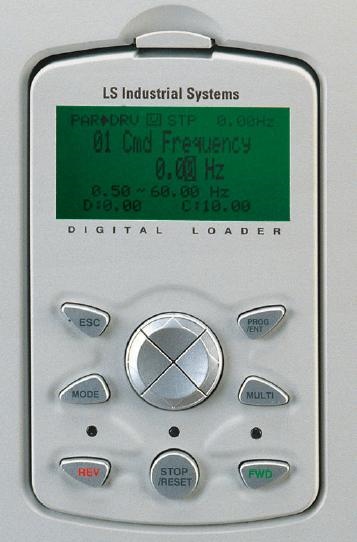 LS Industrial Systems
PAR DRV U STP 0.00Hz
01 Cmd Frequency
0.00 Hz
0.50 ~ 60.00 Hz
D:0.00 C:10.00
DIGITAL LOADER
ESC PROG /ENT
MODE MULTI
REV STOP /RESET FWD